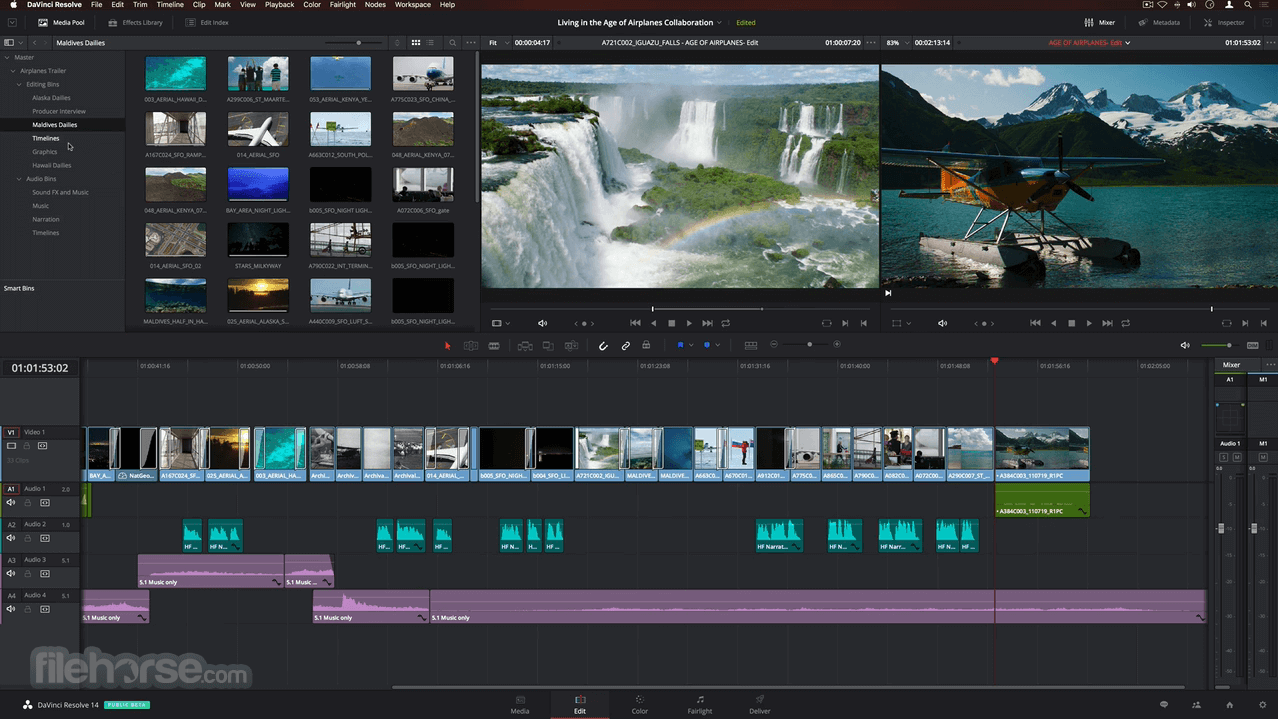 DaVinci Resolve File Edit Trim Timeline Clip Mark View Playback Color Fairlight Nodes Workspace Help
Media Pool Effects Library Edit Index Living in the Age of Airplanes Collaboration Edited Mixer Metadata Inspector
Maldives Dailies Fit 00:00:04:17 A721C002_IGUAZU_FALLS - AGE OF AIRPLANES- Edit 01:00:07:20 83% 00:02:13:14 AGE OF AIRPLANES- Edit 01:01:53:02
Master
Airplanes Trailer
Editing Bins
Alaska Dailies
Producer Interview
Maldives Dailies
Timelines
Graphics
Hawaii Dailies
Audio Bins
Sound FX and Music
Music
Narration
Timelines
Smart Bins
003_AERIAL_HAWAII_D... A299C006_ST_MAARTE... 053_AERIAL_KENYA_YE... A775C023_SFO_CHINA_...
A167C024_SFO_RAMP... 014_AERIAL_SFO A663C012_SOUTH_POL... 048_AERIAL_KENYA_07...
048_AERIAL_KENYA_07... BAY_AREA_NIGHT_LIGH... b005_SFO_NIGHT_LIGH... A072C006_SFO_gate
014_AERIAL_SFO_02 STARS_MILKYWAY A790C022_INT_TERMIN... b005_SFO_NIGHT_LIGH...
MALDIVES_HALF_IN_HA... 025_AERIAL_ALASKA_S... A440C009_SFO_LUFT_S... b005_SFO_NIGHT_LIGH...
DIM
01:01:53:02 01:00:41:16 01:00:50:00 01:00:58:08 01:01:06:16 01:01:15:00 01:01:23:08 01:01:31:16 01:01:40:00 01:01:48:08 01:01:56:16 01:02:05:00
Mixer
A1 M1
V1 Video 1
33 Clips
BAY_A... NatGeo... A167C024_SF... 025_AERIAL_A... 003_AERIAL_HA... Archi... Archiva... Archiva... Archival... 014_AERIAL_... b005_SFO_NIGH... b004_SFO_LI... A721C002_IGU... MALDIVE... MALDIVE... A663C0... A670C01... AB12C01... A775C... A865C0... A790C... A082C0... A072C00... A290C007_ST_... A384C003_110719_R1PC
Audio 1 M1
S M M
A1 Audio 1 2.0
A384C003_110719_R1PC
A2 Audio 2 1.0
HF ... HF N... HF... HF... HF ... HF N... H... HF ... HF Narrat... HF N... HF Narr... HF N... HF ...
A3 Audio 3 5.1
5.1 Music only 5.1 Music ...
A4 Audio 4 5.1
5.1 Music only 5.1 Music only 5.1 Music only
filehorse.com
DaVinci Resolve 14 PUBLIC BETA Media Edit Color Fairlight Deliver